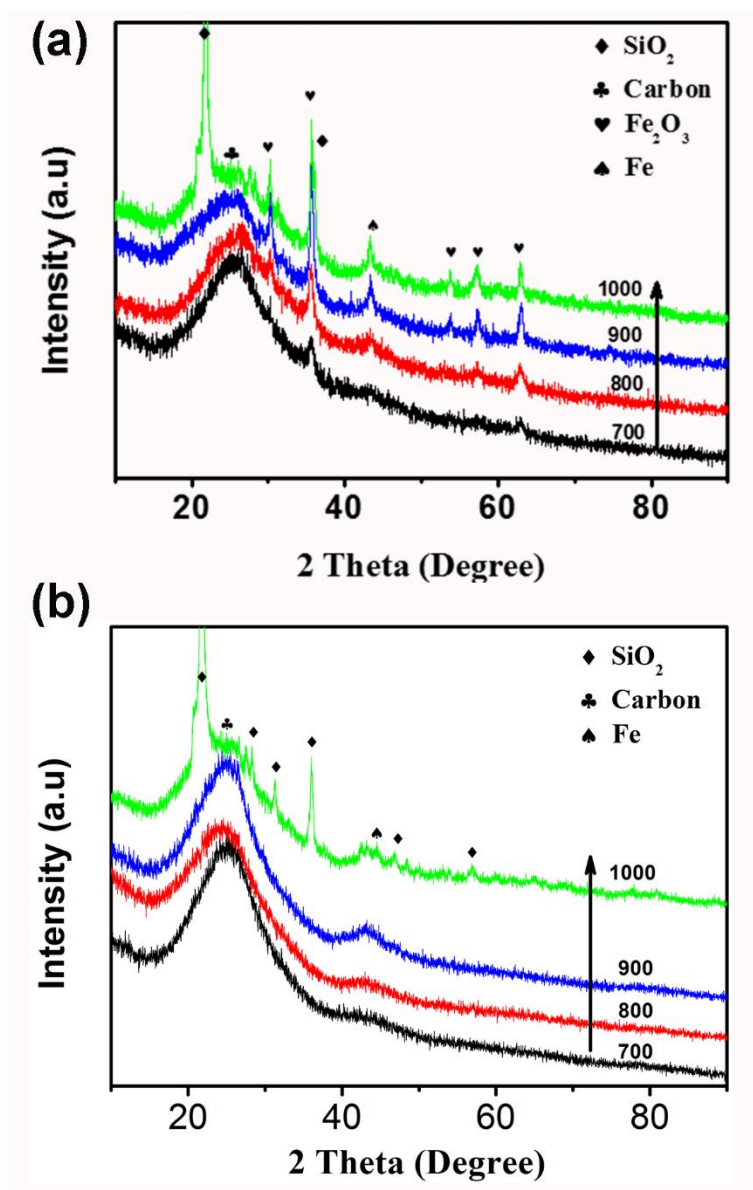 (a)
♦ SiO₂
♣ Carbon
♥ Fe₂O₃
♠ Fe
Intensity (a.u)
1000
900
800
700
20 40 60 80
2 Theta (Degree)
(b)
♦ SiO₂
♣ Carbon
♠ Fe
Intensity (a.u)
1000
900
800
700
20 40 60 80
2 Theta (Degree)